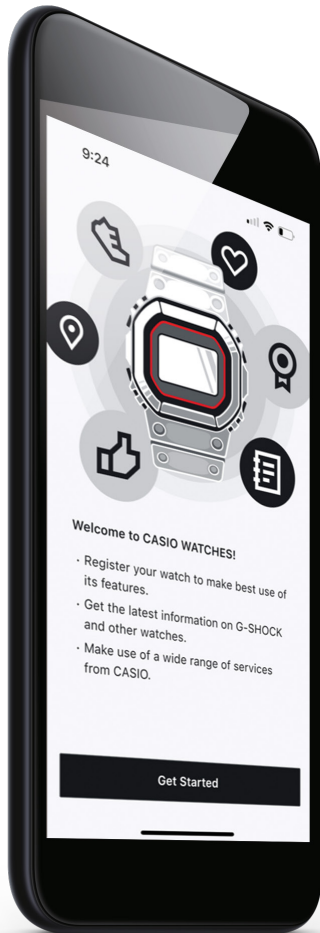 9:24
Welcome to CASIO WATCHES!
· Register your watch to make best use of
its features.
· Get the latest information on G-SHOCK
and other watches.
· Make use of a wide range of services
from CASIO.
Get Started